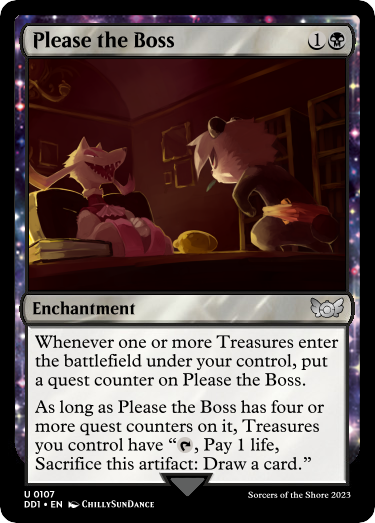 Please the Boss 1
Enchantment
Whenever one or more Treasures enter
the battlefield under your control, put
a quest counter on Please the Boss.
As long as Please the Boss has four or
more quest counters on it, Treasures
you control have “, Pay 1 life,
Sacrifice this artifact: Draw a card.”
U 0107
DD1 • EN ChillySunDance
Sorcers of the Shore 2023